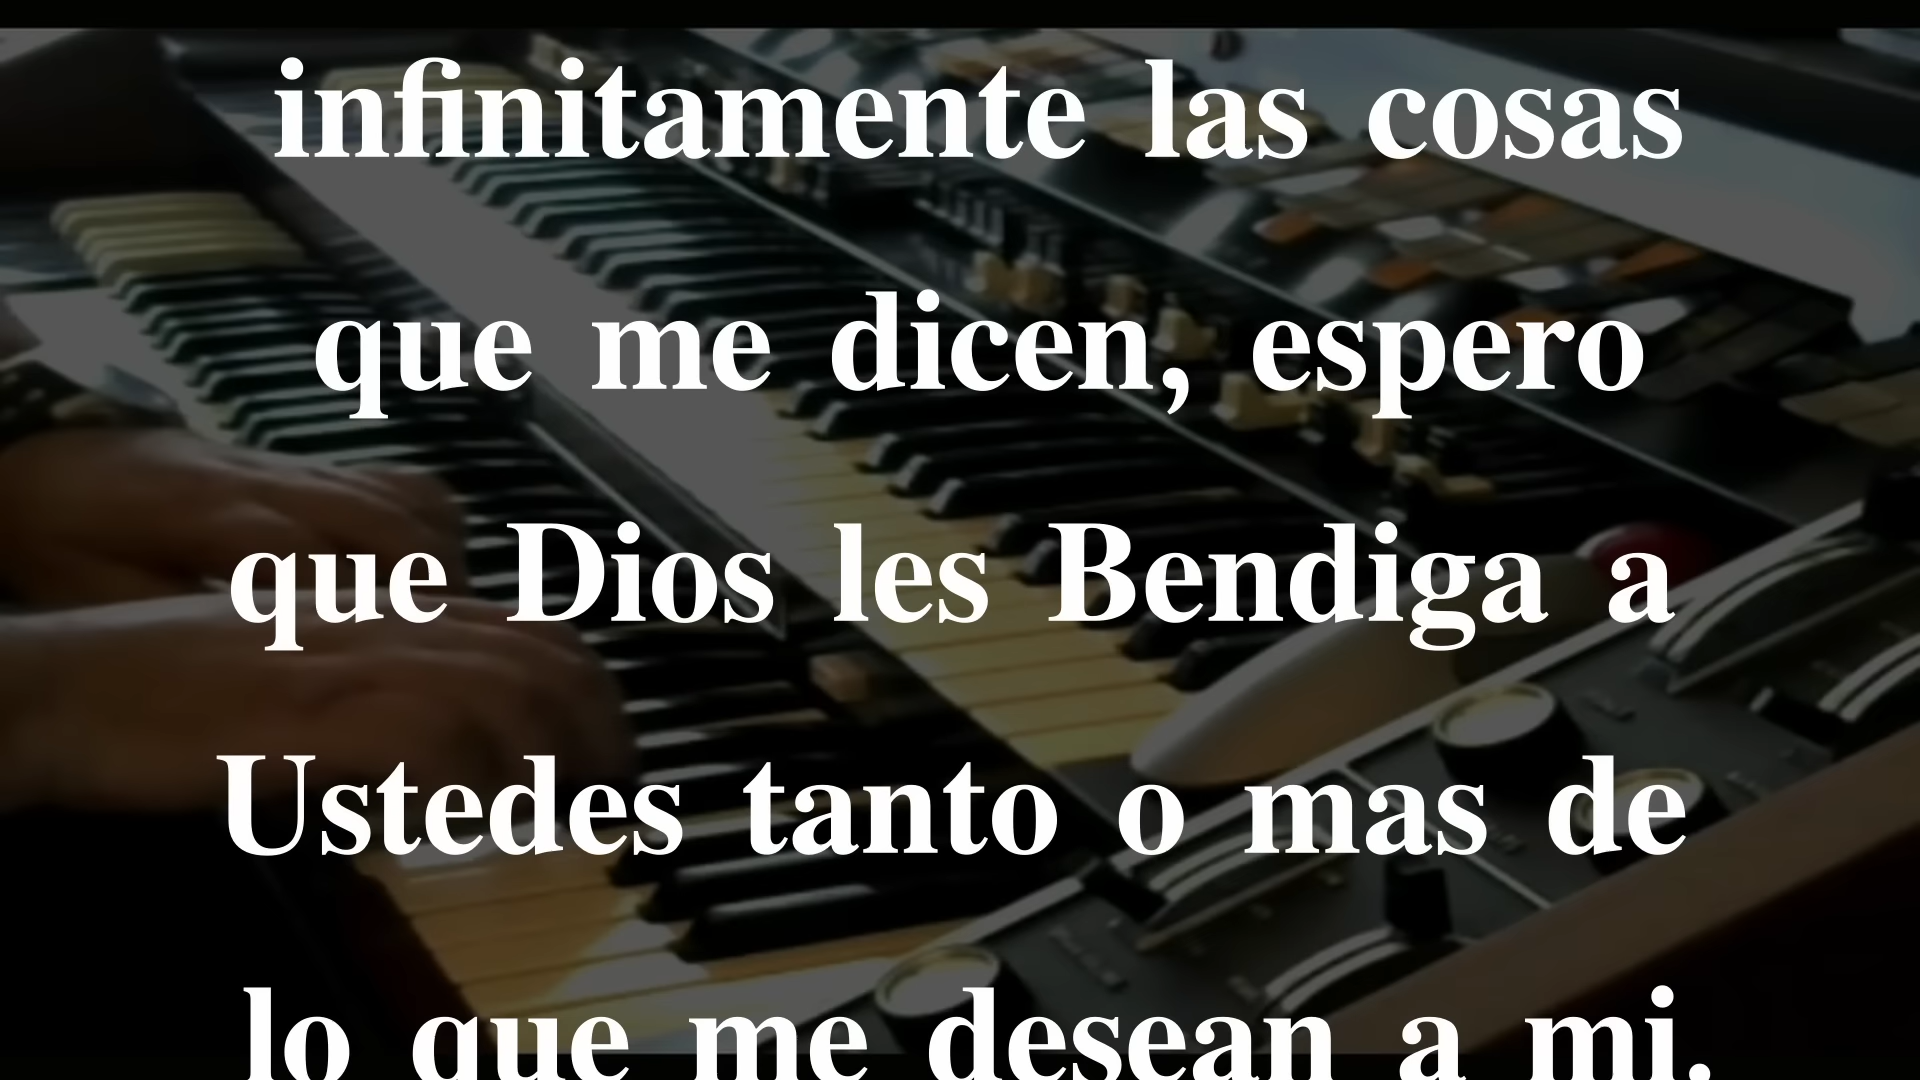 infinitamente las cosas
que me dicen, espero
que Dios les Bendiga a
Ustedes tanto o mas de
lo que me desean a mi.